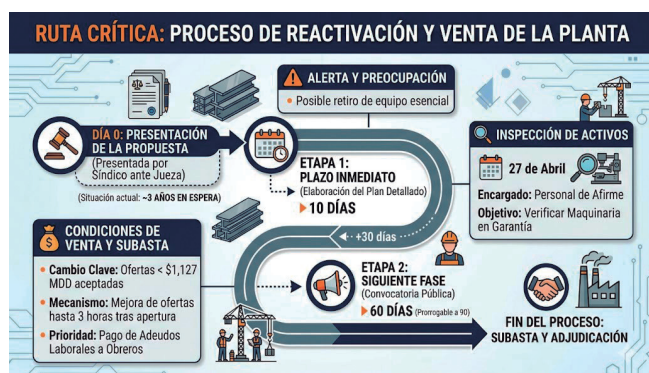 RUTA CRÍTICA: PROCESO DE REACTIVACIÓN Y VENTA DE LA PLANTA
ALERTA Y PREOCUPACIÓN
• Posible retiro de equipo esencial
DÍA 0: PRESENTACIÓN
DE LA PROPUESTA
(Presentada por
Síndico ante Jueza)
(Situación actual: ~3 AÑOS EN ESPERA)
ETAPA 1:
PLAZO INMEDIATO
(Elaboración del Plan Detallado)
10 DÍAS
INSPECCIÓN DE ACTIVOS
27 de Abril
Encargado: Personal de Afirme
Objetivo: Verificar Maquinaria
en Garantía
+30 días
CONDICIONES DE
VENTA Y SUBASTA
• Cambio Clave: Ofertas < $1,127
MDD aceptadas
• Mecanismo: Mejora de ofertas
hasta 3 horas tras apertura
• Prioridad: Pago de Adeudos
Laborales a Obreros
ETAPA 2:
SIGUIENTE FASE
(Convocatoria Pública)
60 DÍAS (Prorrogable a 90)
FIN DEL PROCESO:
SUBASTA Y ADJUDICACIÓN